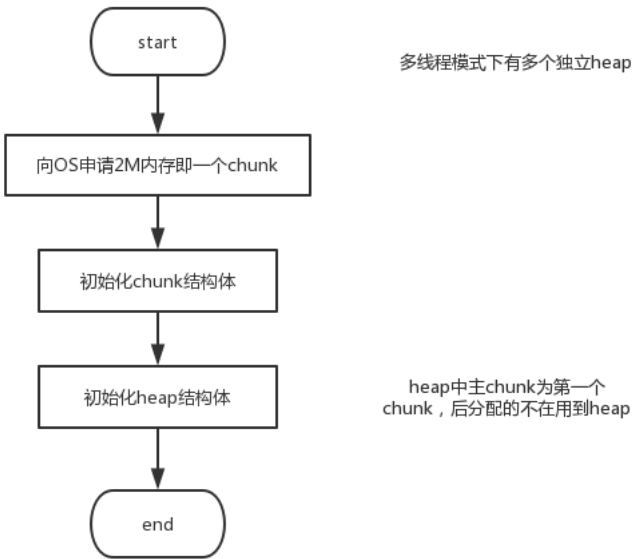 start
多线程模式下有多个独立heap
向OS申请2M内存即一个chunk
初始化chunk结构体
初始化heap结构体
heap中主chunk为第一个
chunk，后分配的不在用到heap
end